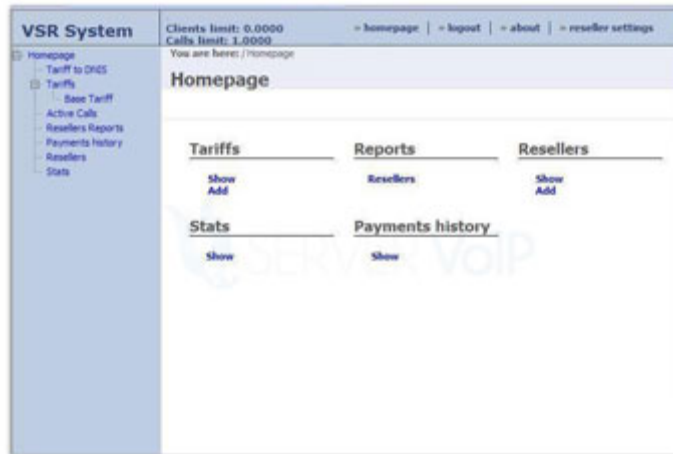 VSR System
Clients limit: 0.0000
Calls limit: 1.0000
» homepage | » logout | » about | » reseller settings
You are here: / Homepage
Homepage
Homepage
Tariff to DNIS
Tariffs
Base Tariff
Active Calls
Resellers Reports
Payments history
Resellers
Stats
Tariffs
Show
Add
Reports
Resellers
Resellers
Show
Add
Stats
Show
Payments history
Show
SERVER VoIP